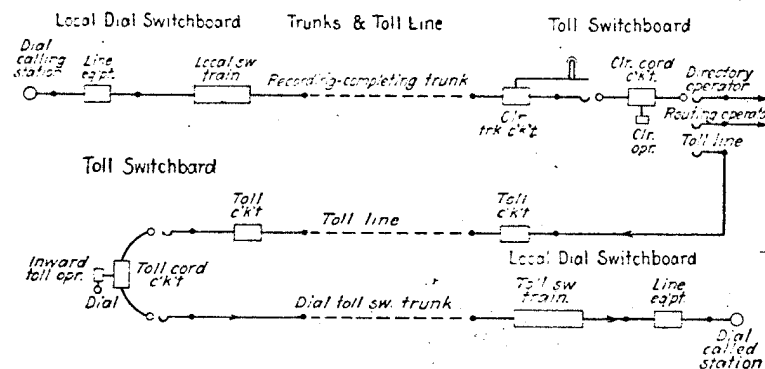 Local Dial Switchboard
Trunks & Toll Line
Toll Switchboard
Dial
calling
station
Line
eq'pt.
Local sw
train
Recording-completing trunk
Clr.
trk c'k't
Clr. cord
c'k't.
Clr.
opr.
Directory
operator
Routing operator
Toll line
Toll Switchboard
Toll
c'k't
Toll line
Toll
c'k't
Inward
toll opr.
Dial
Toll cord
c'k't
Local Dial Switchboard
Dial toll sw. trunk
Toll sw
train.
Line
eq'pt
Dial
called
station